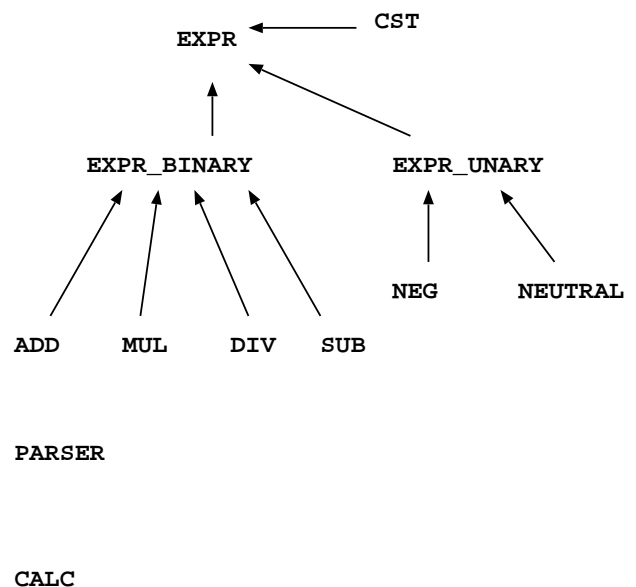 CST
EXPR
EXPR_BINARY EXPR_UNARY
NEG NEUTRAL
ADD MUL DIV SUB
PARSER
CALC